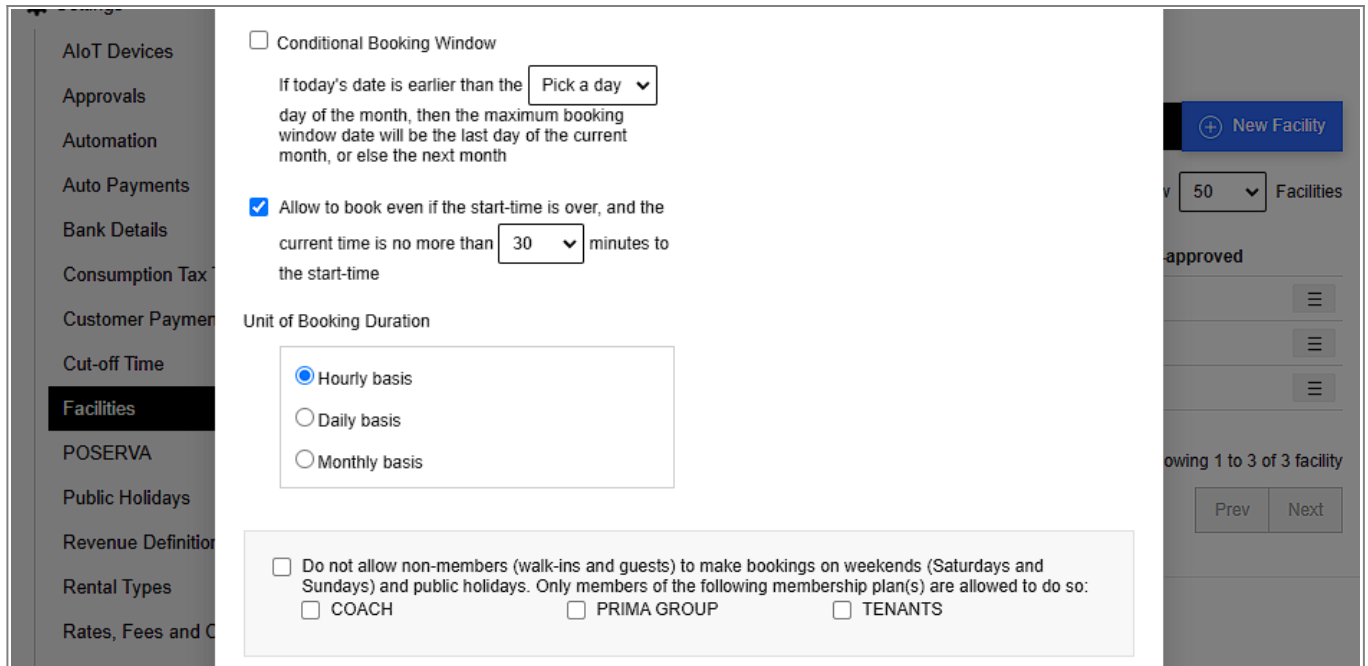 AIoT Devices
Approvals
Automation
Auto Payments
Bank Details
Consumption Tax
Customer
Cut-off Time
Facilities
POSERVA
Public Holidays
Revenue
Rental Types
Rates, Fees and
Conditional Booking Window
If today's date is earlier than the Pick a day
day of the month, then the maximum booking
window date will be the last day of the current
month, or else the next month
Allow to book even if the start-time is over, and the
current time is no more than 30 minutes to
the start-time
Unit of Booking Duration
Hourly basis
Daily basis
Monthly basis
Do not allow non-members (walk-ins and guests) to make bookings on weekends (Saturdays and
Sundays) and public holidays. Only members of the following membership plan(s) are allowed to do so:
COACH PRIMA GROUP TENANTS
New Facility
50 Facilities
-approved
owing 1 to 3 of 3 facility
Prev Next